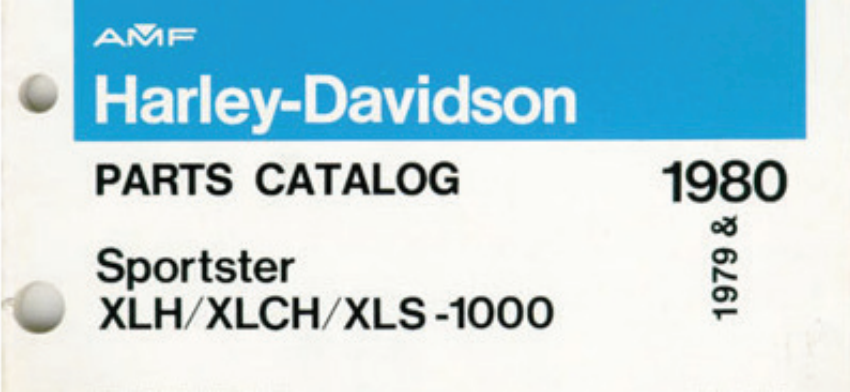 AMF
Harley-Davidson
PARTS CATALOG 1980
1979 &
Sportster
XLH/XLCH/XLS -1000